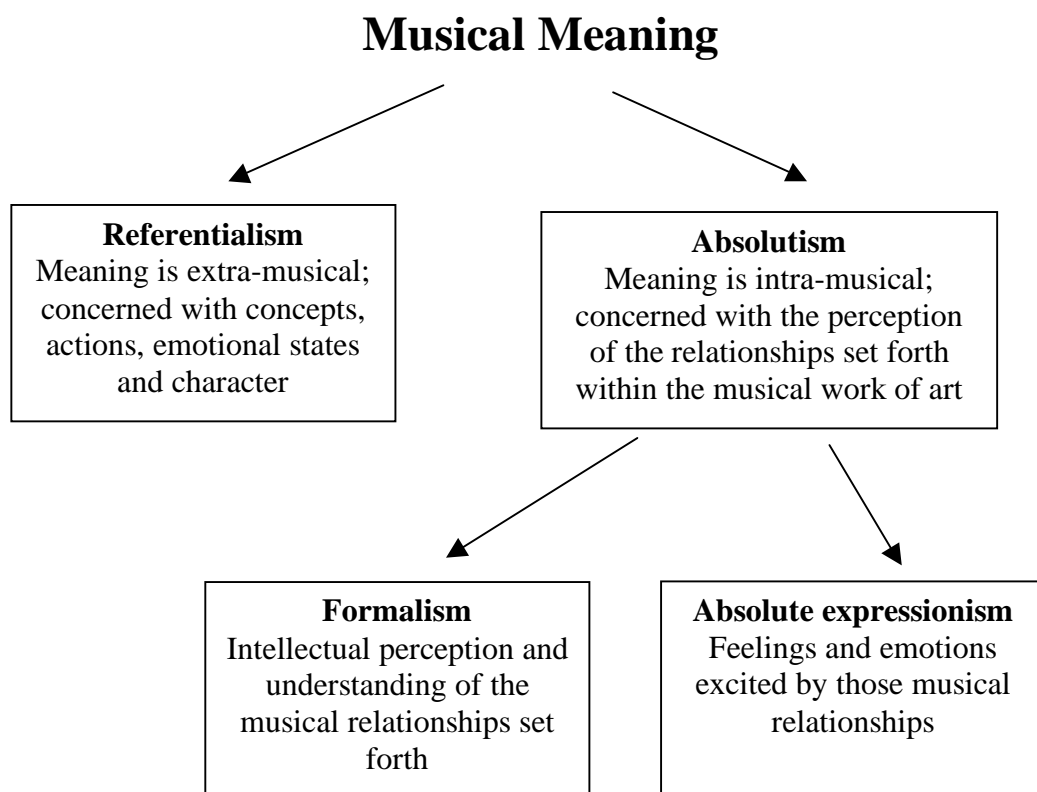 Musical Meaning
Referentialism
Meaning is extra-musical;
concerned with concepts,
actions, emotional states
and character
Absolutism
Meaning is intra-musical;
concerned with the perception
of the relationships set forth
within the musical work of art
Formalism
Intellectual perception and
understanding of the
musical relationships set
forth
Absolute expressionism
Feelings and emotions
excited by those musical
relationships